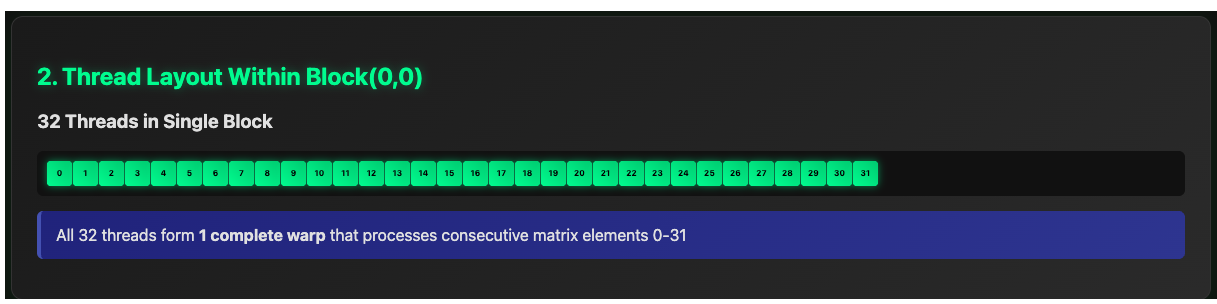 2. Thread Layout Within Block(0,0)
32 Threads in Single Block
0 1 2 3 4 5 6 7 8 9 10 11 12 13 14 15 16 17 18 19 20 21 22 23 24 25 26 27 28 29 30 31
All 32 threads form 1 complete warp that processes consecutive matrix elements 0-31